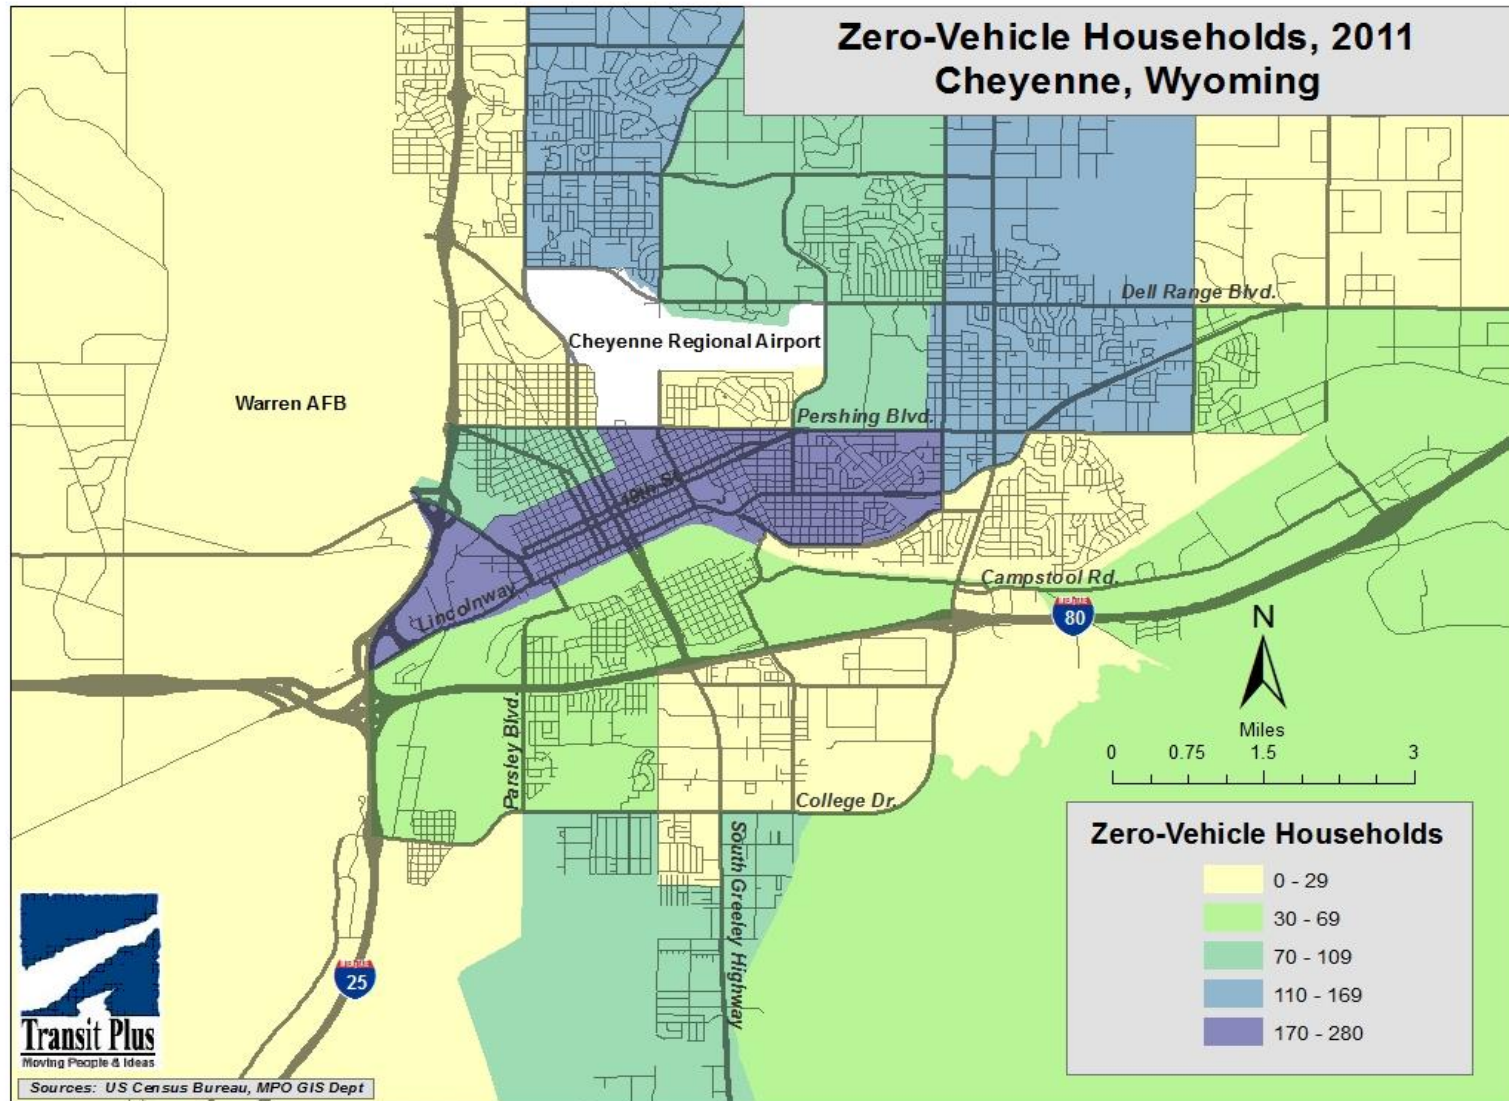 Zero-Vehicle Households, 2011
Cheyenne, Wyoming
Dell Range Blvd.
Cheyenne Regional Airport
Warren AFB
Pershing Blvd.
19th St.
Campstool Rd.
Lincolnway
80
N
Miles
0 0.75 1.5 3
Parsley Blvd.
College Dr.
South Greeley Highway
Zero-Vehicle Households
0 - 29
30 - 69
70 - 109
110 - 169
170 - 280
25
Transit Plus
Moving People & Ideas
Sources: US Census Bureau, MPO GIS Dept